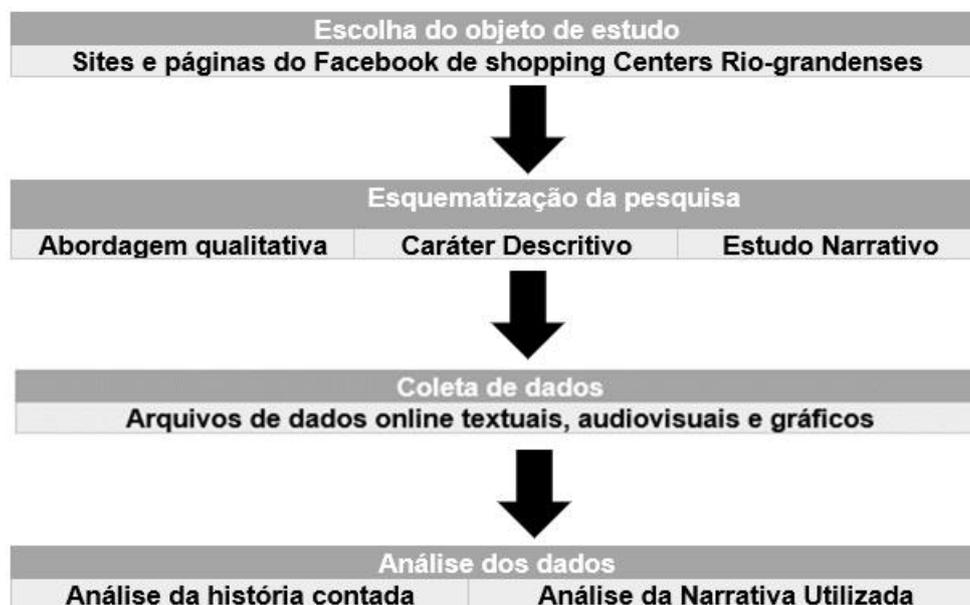 Escolha do objeto de estudo
Sites e páginas do Facebook de shopping Centers Rio-grandenses
Esquematização da pesquisa
Abordagem qualitativa Caráter Descritivo Estudo Narrativo
Coleta de dados
Arquivos de dados online textuais, audiovisuais e gráficos
Análise dos dados
Análise da história contada Análise da Narrativa Utilizada